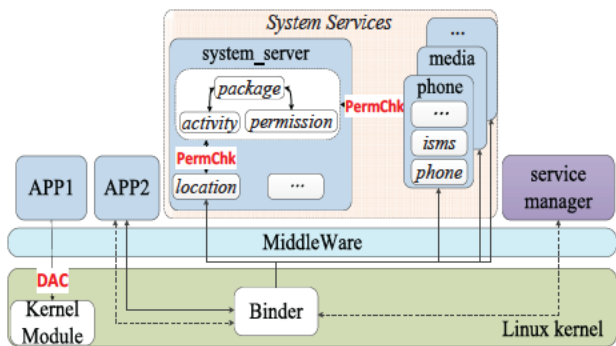 System Services
system_server
package
activity
permission
PermChk
location
...
PermChk
...
media
phone
...
isms
phone
APP1
APP2
service
manager
MiddleWare
DAC
Kernel
Module
Binder
Linux kernel